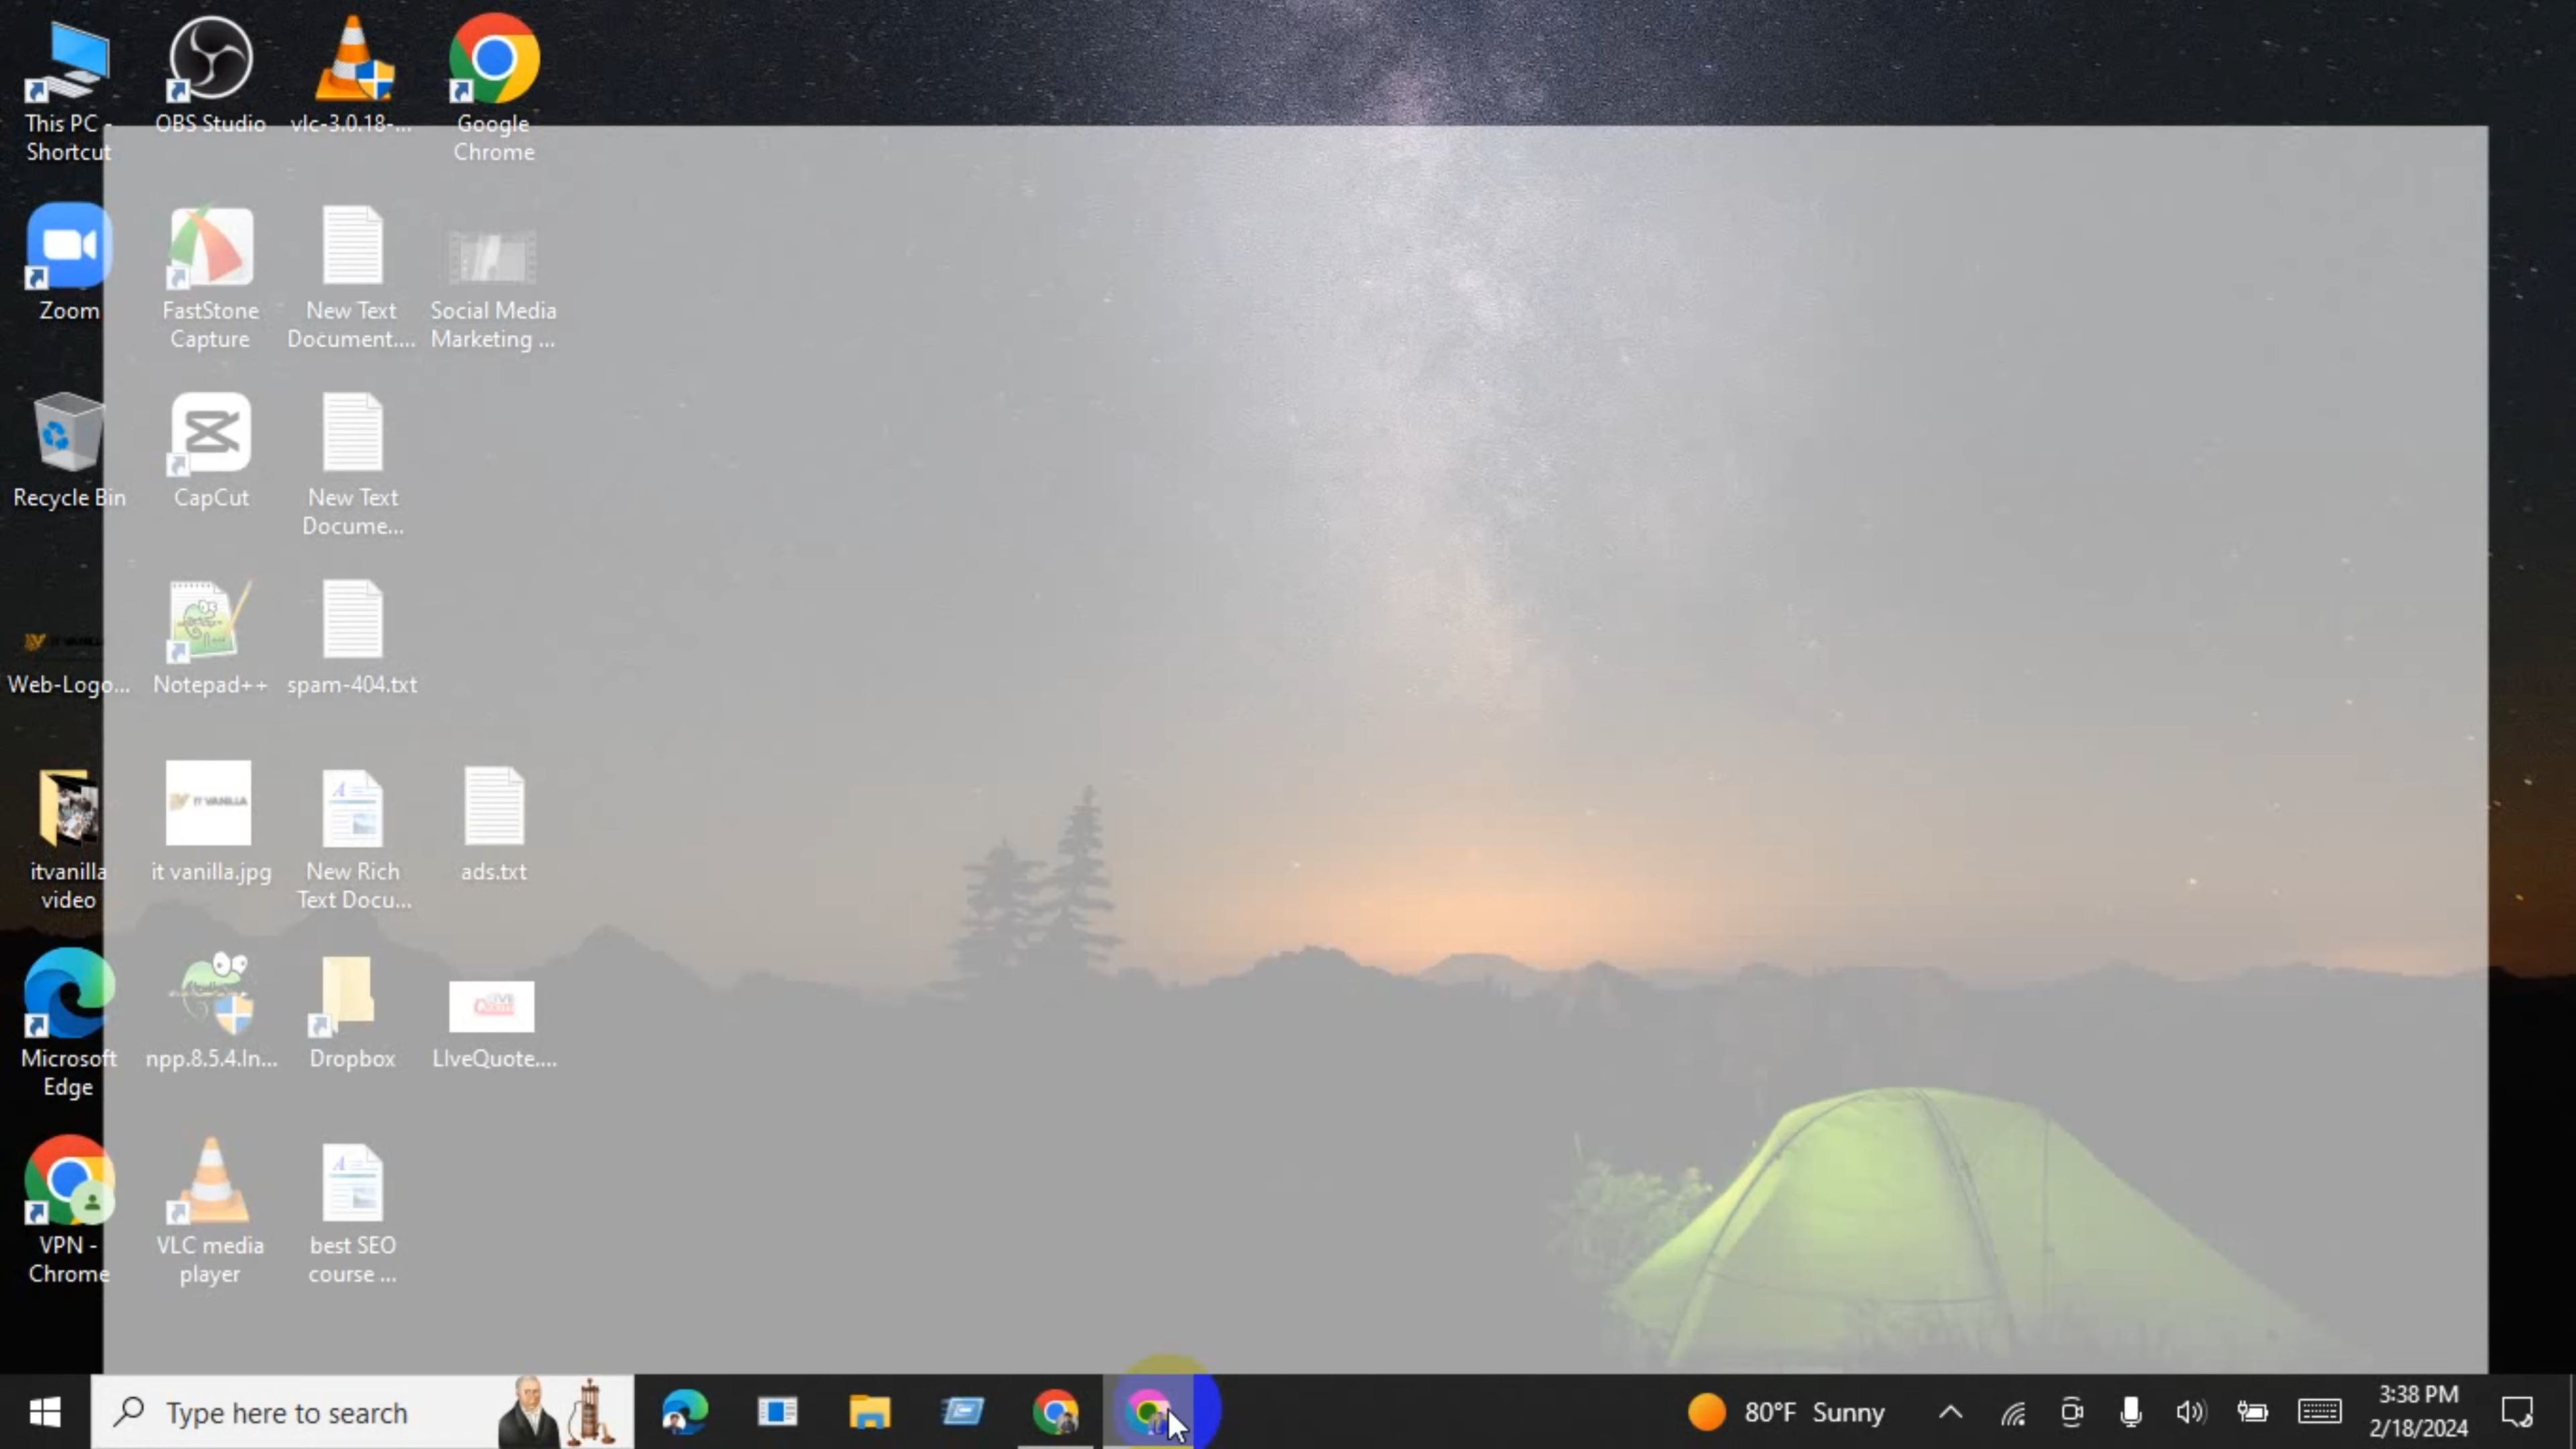 This PC -
Shortcut
OBS Studio
vlc-3.0.18-...
Google
Chrome
Zoom
FastStone
Capture
New Text
Document....
Social Media
Marketing ...
Recycle Bin
CapCut
New Text
Docume...
Web-Logo...
Notepad++
spam-404.txt
IT VANILLA
itvanilla
video
it vanilla.jpg
New Rich
Text Docu...
ads.txt
Microsoft
Edge
npp.8.5.4.In...
Dropbox
LIveQuote....
VPN -
Chrome
VLC media
player
best SEO
course ...
Type here to search
80°F Sunny
3:38 PM
2/18/2024